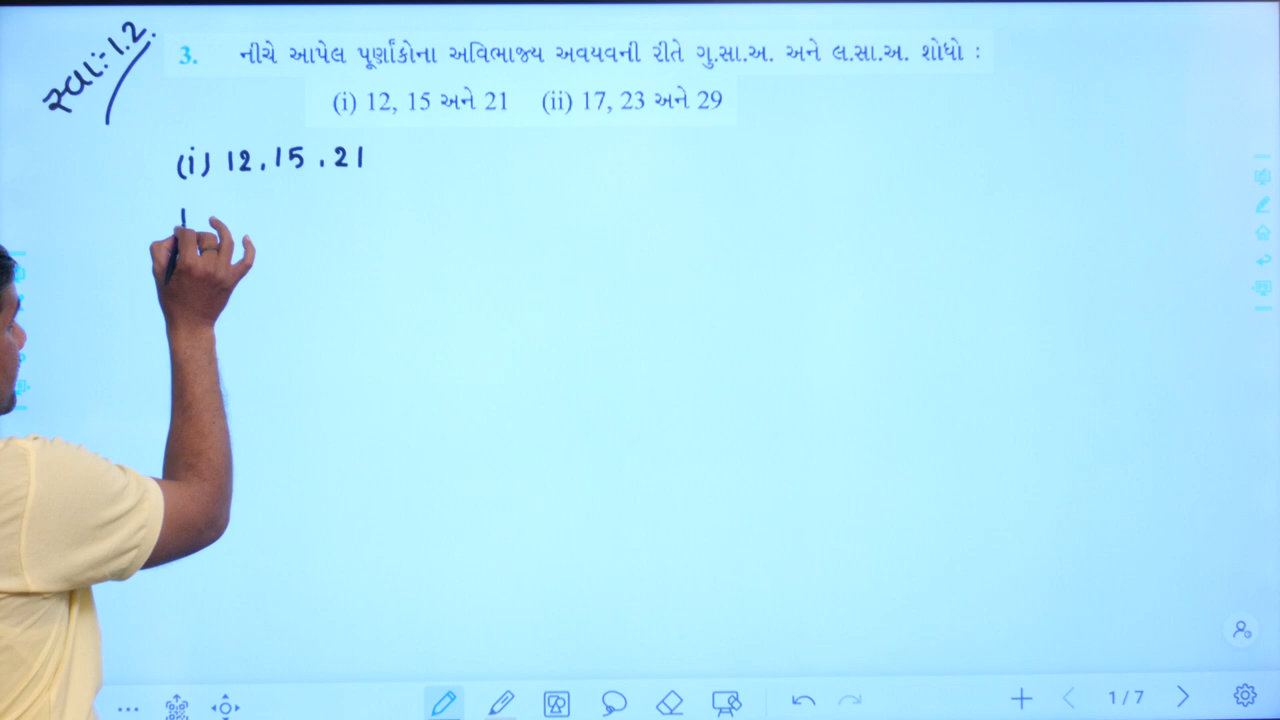 સ્વા:-1.2.
3. નીચે આપેલ પૂર્ણાંકોના અવિભાજ્ય અવયવની રીતે ગુ.સા.અ. અને લ.સા.અ. શોધો :
(i) 12, 15 અને 21 (ii) 17, 23 અને 29
(i) 12, 15, 21
1
1/7